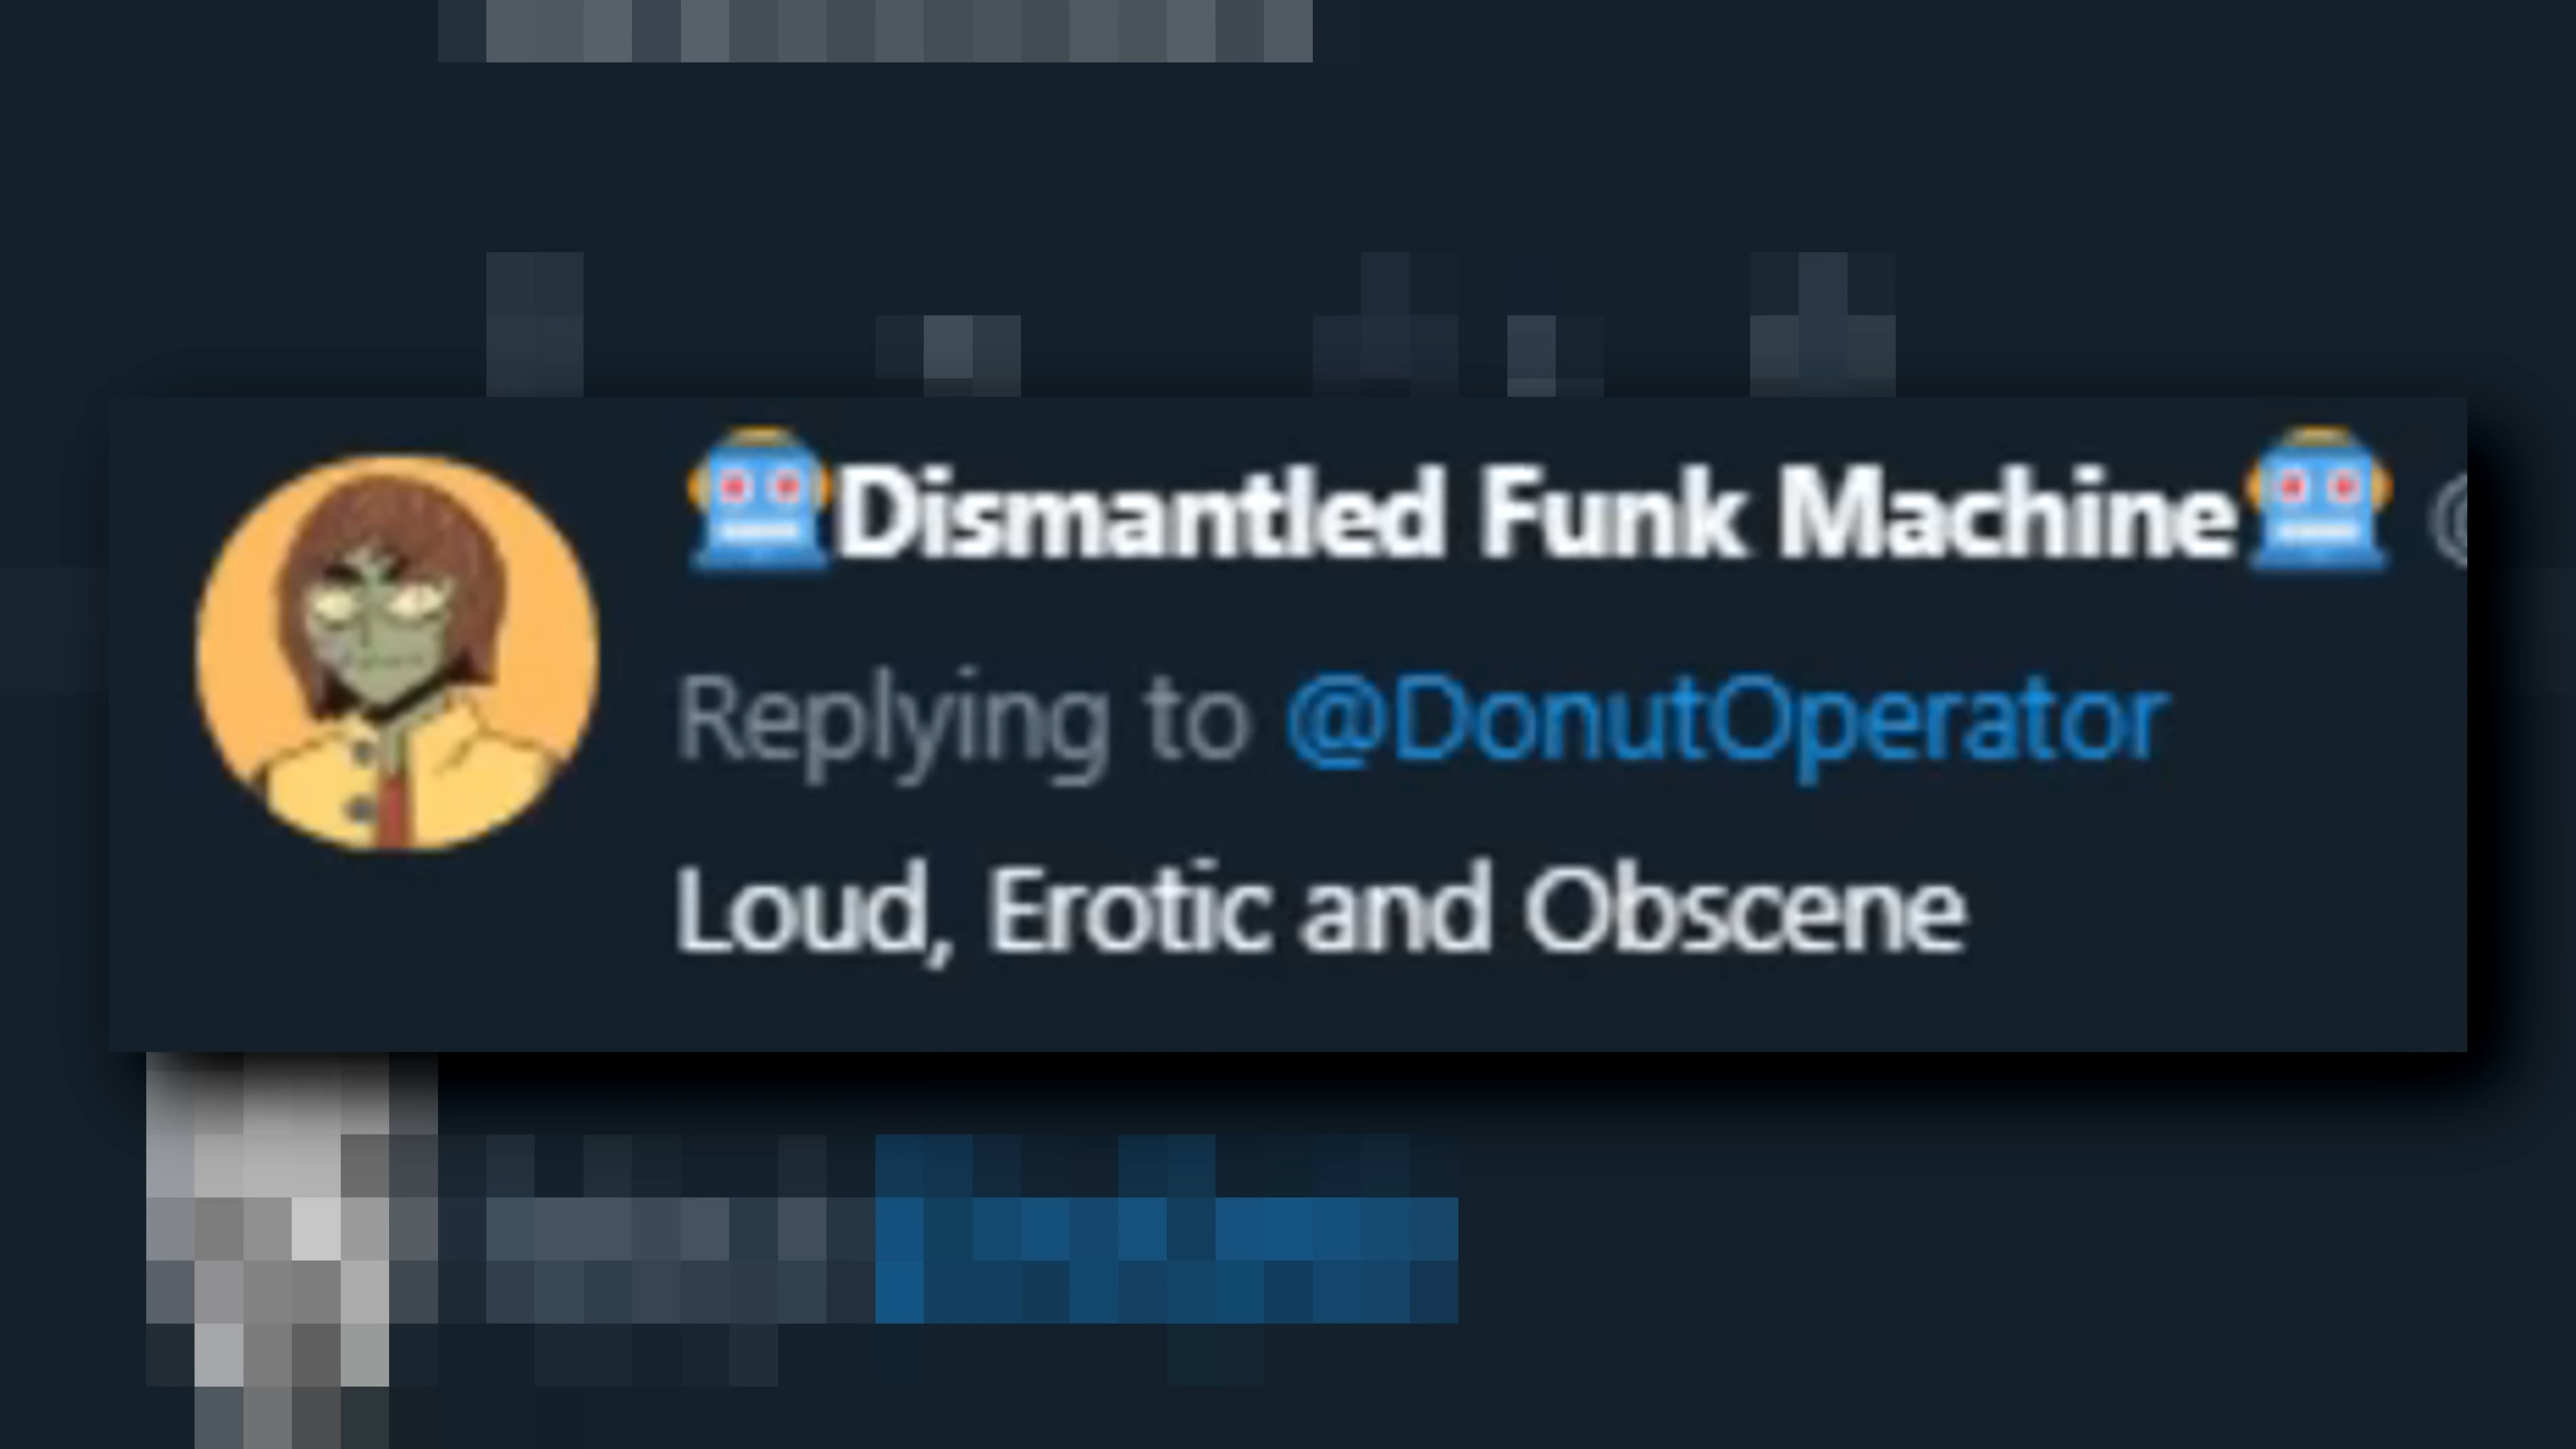 🤖Dismantled Funk Machine🤖 @
Replying to @DonutOperator
Loud, Erotic and Obscene